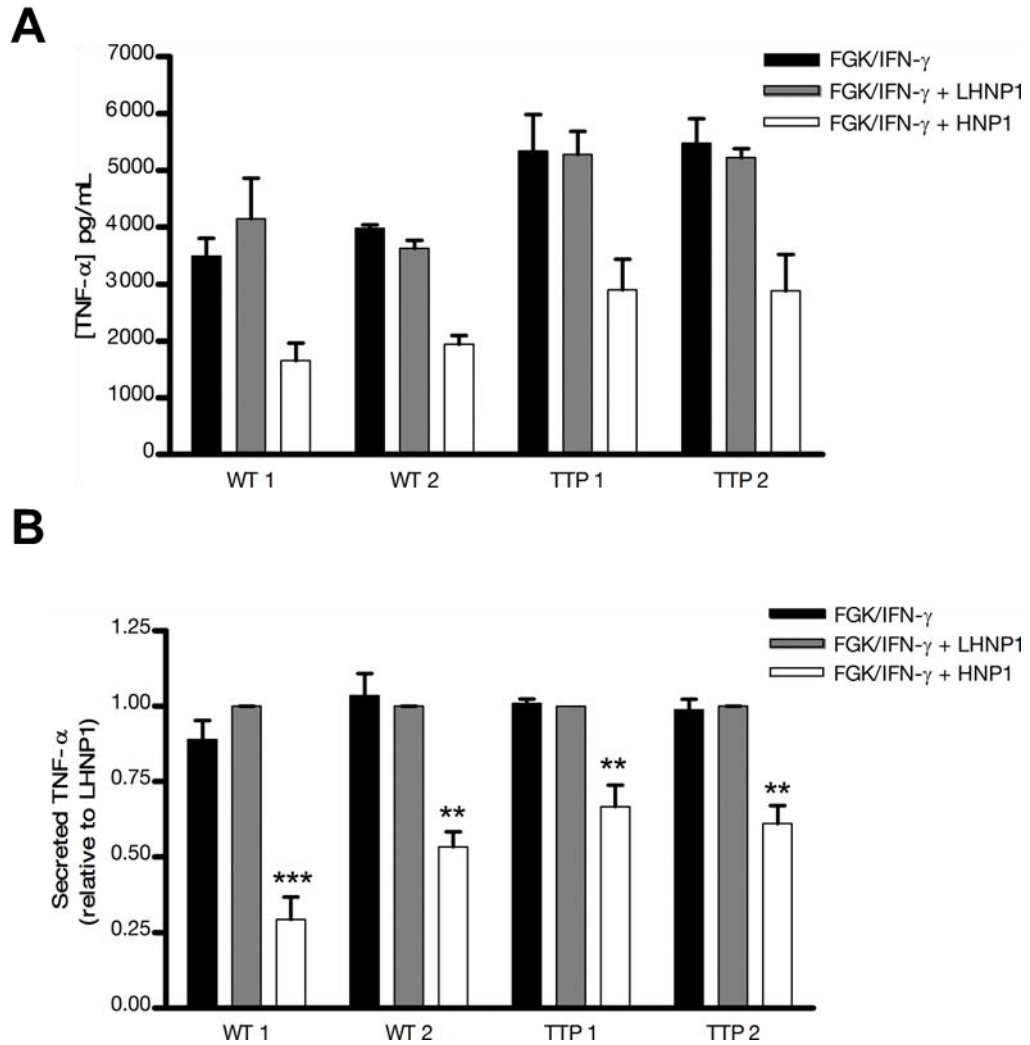 A
7000
6000
5000
4000
3000
2000
1000
0
[TNF-α] pg/mL
FGK/IFN-γ
FGK/IFN-γ + LHNP1
FGK/IFN-γ + HNP1
WT 1
WT 2
TTP 1
TTP 2
B
1.25
1.00
0.75
0.50
0.25
0.00
Secreted TNF-α
(relative to LHNP1)
FGK/IFN-γ
FGK/IFN-γ + LHNP1
FGK/IFN-γ + HNP1
***
**
**
**
WT 1
WT 2
TTP 1
TTP 2